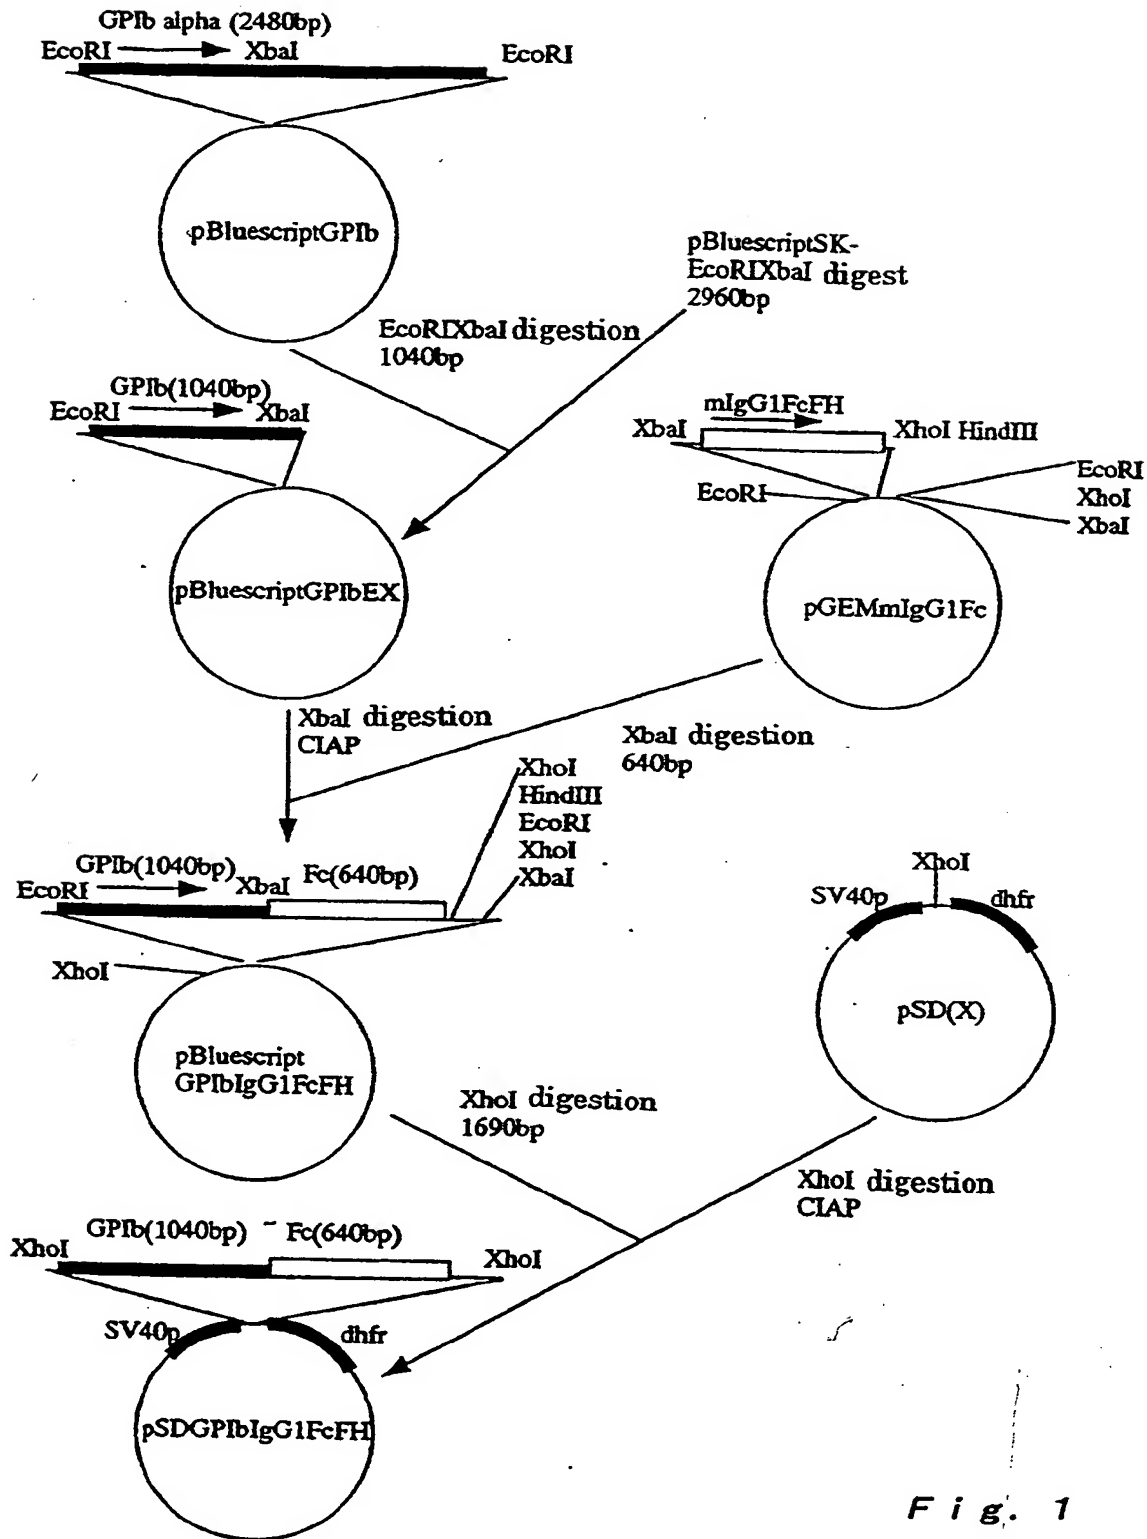 GPIb alpha (2480bp)
EcoRI
XbaI
EcoRI
pBluescriptGPIb
pBluescriptSK-
EcoRIXbaI digest
2960bp
EcoRIXbaI digestion
1040bp
GPIb(1040bp)
EcoRI
XbaI
mIgG1FcFH
XbaI
XhoI HindIII
EcoRI
EcoRI
XhoI
XbaI
pBluescriptGPIbEX
pGEMmIgG1Fc
XbaI digestion
CIAP
XbaI digestion
640bp
XhoI
HindIII
EcoRI
XhoI
XbaI
GPIb(1040bp)
Fc(640bp)
EcoRI
XbaI
XhoI
pBluescript
GPIbIgG1FcFH
XhoI
SV40p
dhfr
pSD(X)
XhoI digestion
1690bp
XhoI digestion
CIAP
GPIb(1040bp)
Fc(640bp)
XhoI
XhoI
SV40p
dhfr
pSDGPIbIgG1FcFH
Fig. 1